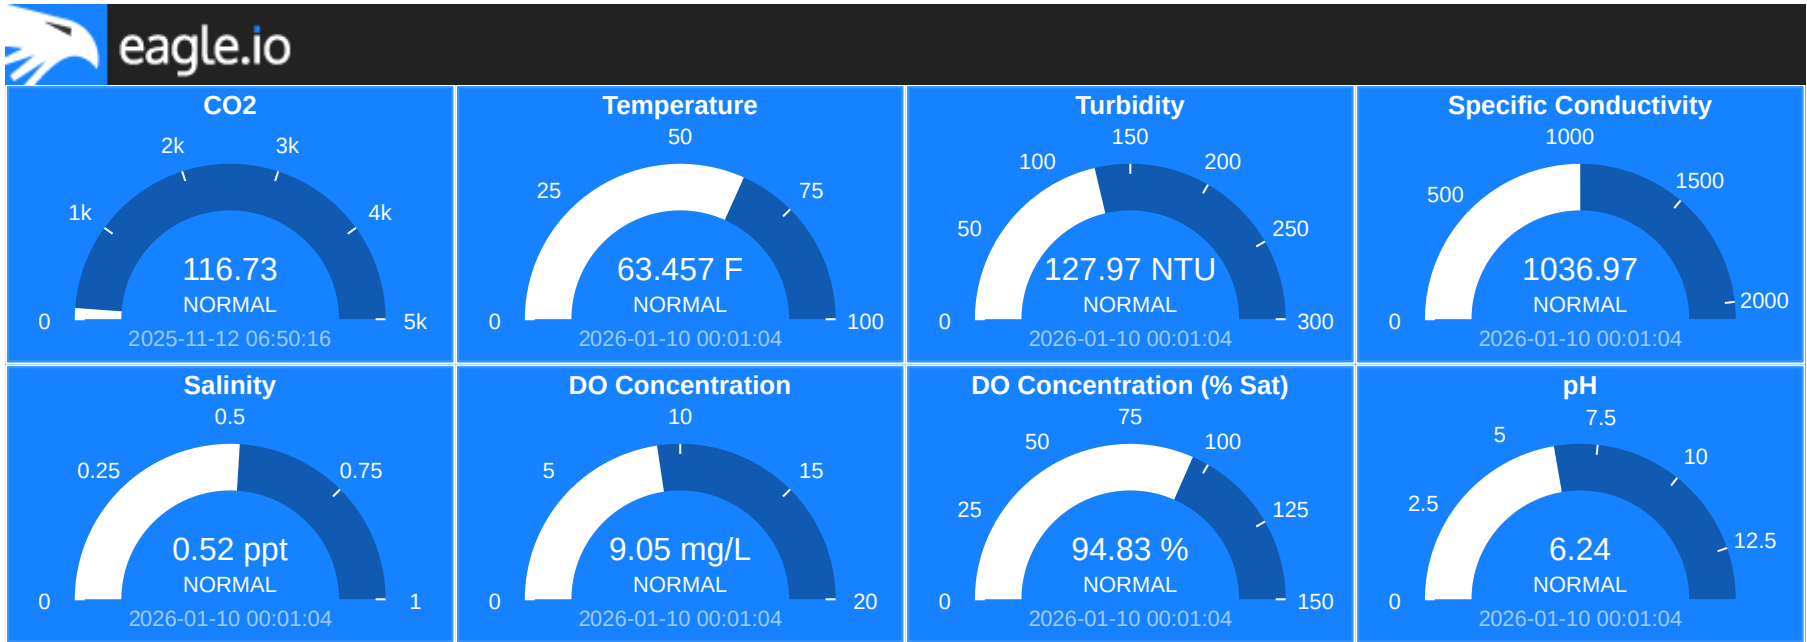 eagle.io
CO2
2k
3k
1k
4k
116.73
NORMAL
0
5k
2025-11-12 06:50:16
Temperature
50
25
75
63.457 F
NORMAL
0
100
2026-01-10 00:01:04
Turbidity
150
100
200
50
250
127.97 NTU
NORMAL
0
300
2026-01-10 00:01:04
Specific Conductivity
1000
500
1500
1036.97
2000
NORMAL
0
2026-01-10 00:01:04
Salinity
0.5
0.25
0.75
0.52 ppt
NORMAL
0
1
2026-01-10 00:01:04
DO Concentration
10
5
15
9.05 mg/L
NORMAL
0
20
2026-01-10 00:01:04
DO Concentration (% Sat)
75
50
100
25
125
94.83 %
NORMAL
0
150
2026-01-10 00:01:04
pH
7.5
5
10
2.5
12.5
6.24
NORMAL
0
2026-01-10 00:01:04